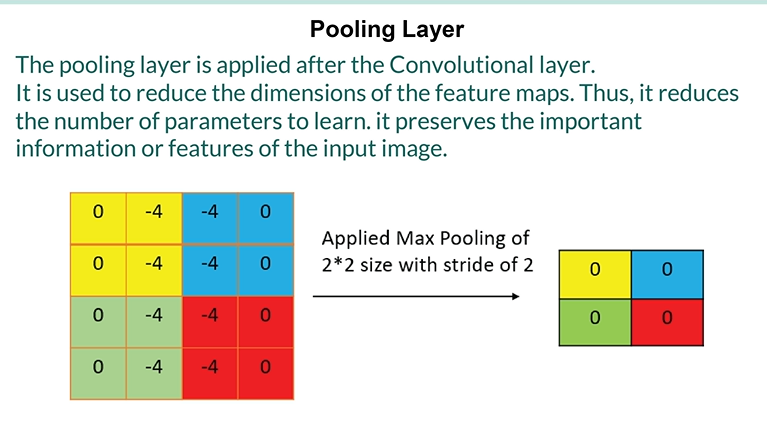 Pooling Layer
The pooling layer is applied after the Convolutional layer.
It is used to reduce the dimensions of the feature maps. Thus, it reduces
the number of parameters to learn. it preserves the important
information or features of the input image.
0 -4 -4 0
0 -4 -4 0
0 -4 -4 0
0 -4 -4 0
Applied Max Pooling of
2*2 size with stride of 2
0 0
0 0